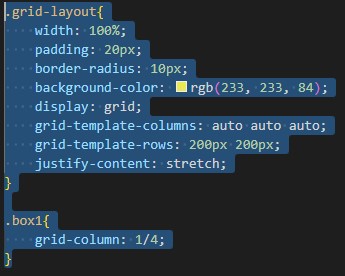 .grid-layout{
    width: 100%;
    padding: 20px;
    border-radius: 10px;
    background-color: rgb(233, 233, 84);
    display: grid;
    grid-template-columns: auto auto auto;
    grid-template-rows: 200px 200px;
    justify-content: stretch;
}

.box1{
    grid-column: 1/4;
}